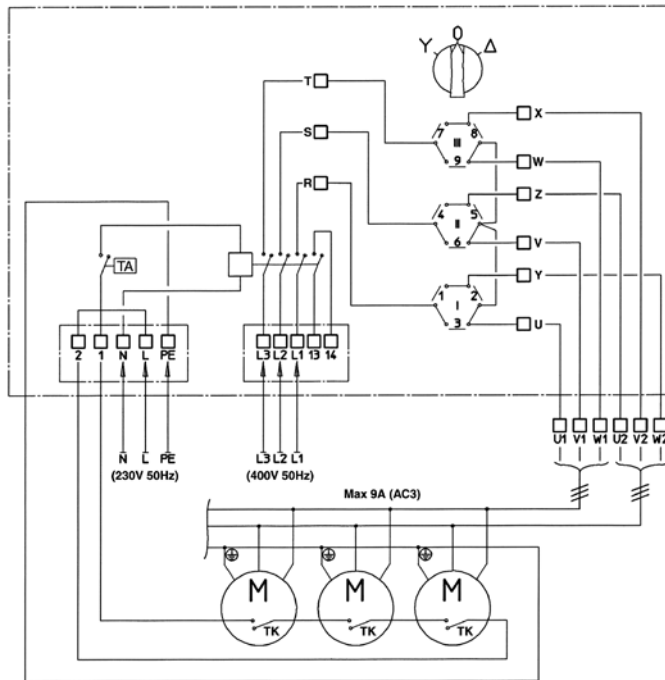 Y O Δ
T
X
7 8
III
9
S
W
R
Z
4 5
II
6
V
TA
Y
1 2
I
3
U
2 1 N L PE
L3 L2 L1 13 14
N L PE
L3 L2 L1
(230V 50Hz)
(400V 50Hz)
U1 V1 W1 U2 V2 W2
Max 9A (AC3)
M M M
TK TK TK